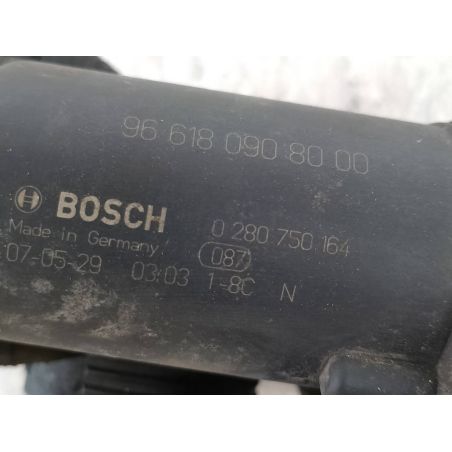 96 618 090 80 00
BOSCH 0 280 750 164
Made in Germany 087
07-05-29 03:03 1-8C N